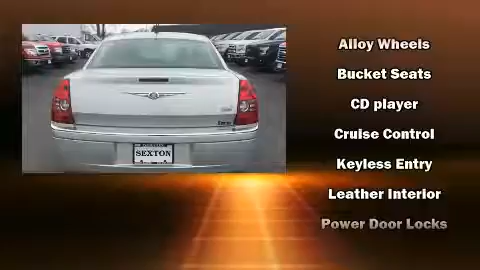 SEXTON
Alloy Wheels
Bucket Seats
CD player
Cruise Control
Keyless Entry
Leather Interior
Power Door Locks